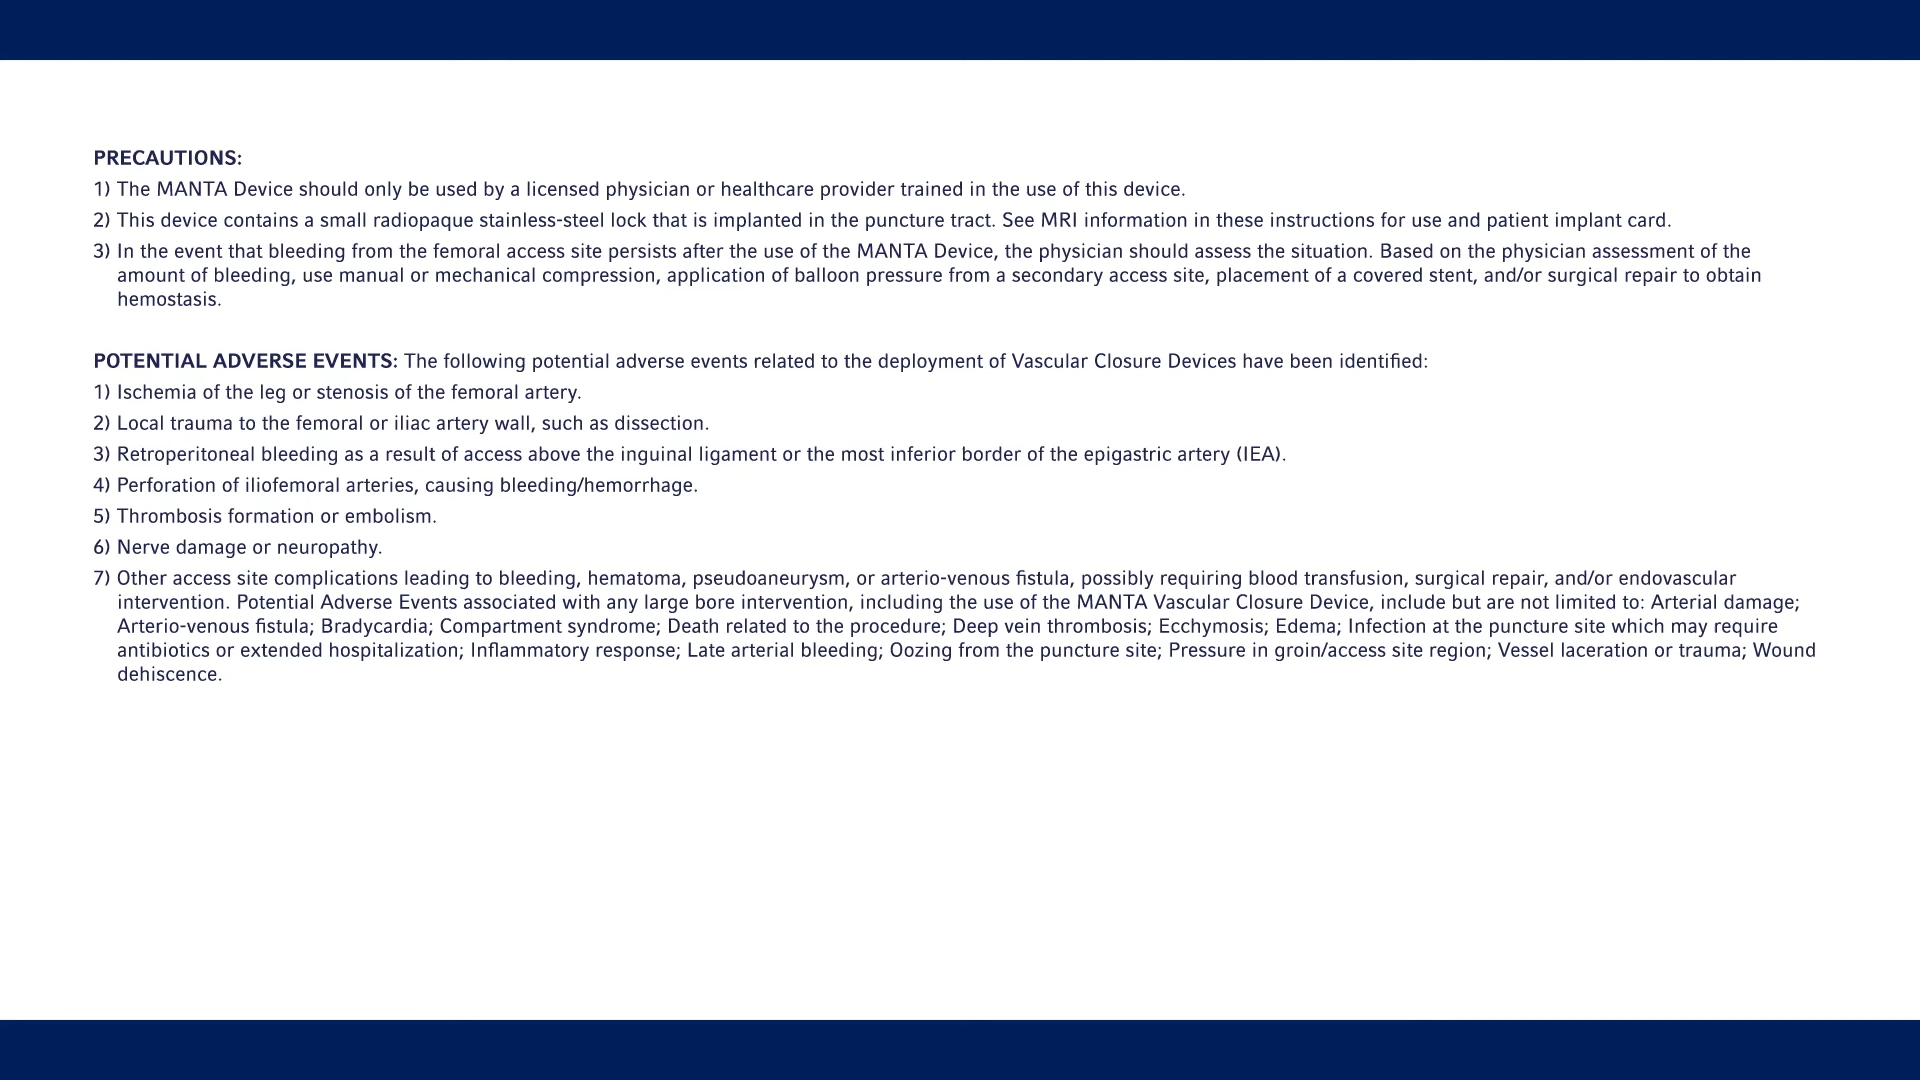 PRECAUTIONS:
1) The MANTA Device should only be used by a licensed physician or healthcare provider trained in the use of this device.
2) This device contains a small radiopaque stainless-steel lock that is implanted in the puncture tract. See MRI information in these instructions for use and patient implant card.
3) In the event that bleeding from the femoral access site persists after the use of the MANTA Device, the physician should assess the situation. Based on the physician assessment of the
amount of bleeding, use manual or mechanical compression, application of balloon pressure from a secondary access site, placement of a covered stent, and/or surgical repair to obtain
hemostasis.
POTENTIAL ADVERSE EVENTS: The following potential adverse events related to the deployment of Vascular Closure Devices have been identified:
1) Ischemia of the leg or stenosis of the femoral artery.
2) Local trauma to the femoral or iliac artery wall, such as dissection.
3) Retroperitoneal bleeding as a result of access above the inguinal ligament or the most inferior border of the epigastric artery (IEA).
4) Perforation of iliofemoral arteries, causing bleeding/hemorrhage.
5) Thrombosis formation or embolism.
6) Nerve damage or neuropathy.
7) Other access site complications leading to bleeding, hematoma, pseudoaneurysm, or arterio-venous fistula, possibly requiring blood transfusion, surgical repair, and/or endovascular
intervention. Potential Adverse Events associated with any large bore intervention, including the use of the MANTA Vascular Closure Device, include but are not limited to: Arterial damage;
Arterio-venous fistula; Bradycardia; Compartment syndrome; Death related to the procedure; Deep vein thrombosis; Ecchymosis; Edema; Infection at the puncture site which may require
antibiotics or extended hospitalization; Inflammatory response; Late arterial bleeding; Oozing from the puncture site; Pressure in groin/access site region; Vessel laceration or trauma; Wound
dehiscence.